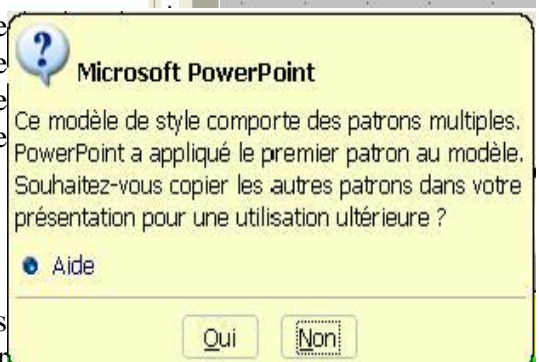 Microsoft PowerPoint
Ce modèle de style comporte des patrons multiples.
PowerPoint a appliqué le premier patron au modèle.
Souhaitez-vous copier les autres patrons dans votre
présentation pour une utilisation ultérieure ?
Aide
Oui Non